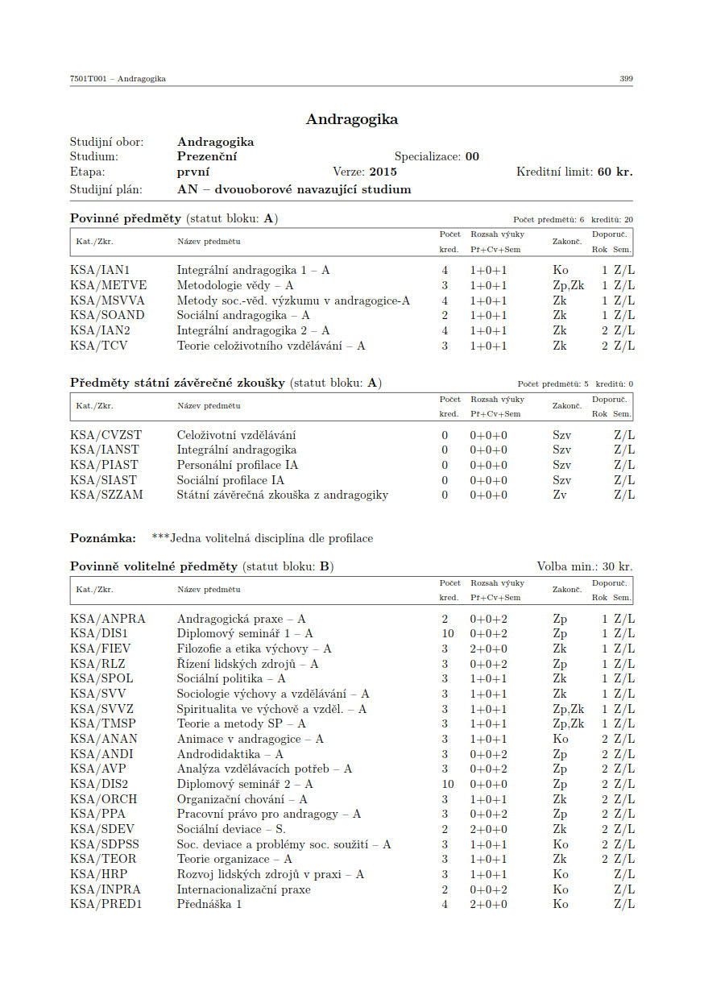 7501T001 – Andragogika 399
Andragogika
Studijní obor: Andragogika
Studium: Prezenční Specializace: 00
Etapa: první Verze: 2015 Kreditní limit: 60 kr.
Studijní plán: AN – dvouoborové navazující studium
Povinné předměty (statut bloku: A) Počet předmětů: 6 kreditů: 20
Počet Rozsah výuky Doporuč.
Kat./Zkr. Název předmětu Zakonč.
kred. Př+Cv+Sem Rok Sem.
KSA/IAN1 Integrální andragogika 1 – A 4 1+0+1 Ko 1 Z/L
KSA/METVE Metodologie vědy – A 3 1+0+1 Zp,Zk 1 Z/L
KSA/MSVVA Metody soc.-věd. výzkumu v andragogice-A 4 1+0+1 Zk 1 Z/L
KSA/SOAND Sociální andragogika – A 2 1+0+1 Zk 1 Z/L
KSA/IAN2 Integrální andragogika 2 – A 4 1+0+1 Zk 2 Z/L
KSA/TCV Teorie celoživotního vzdělávání – A 3 1+0+1 Zk 2 Z/L
Předměty státní závěrečné zkoušky (statut bloku: A) Počet předmětů: 5 kreditů: 0
Počet Rozsah výuky Doporuč.
Kat./Zkr. Název předmětu Zakonč.
kred. Př+Cv+Sem Rok Sem.
KSA/CVZST Celoživotní vzdělávání 0 0+0+0 Szv Z/L
KSA/IANST Integrální andragogika 0 0+0+0 Szv Z/L
KSA/PIAST Personální profilace IA 0 0+0+0 Szv Z/L
KSA/SIAST Sociální profilace IA 0 0+0+0 Szv Z/L
KSA/SZZAM Státní závěrečná zkouška z andragogiky 0 0+0+0 Zv Z/L
Poznámka: ***Jedna volitelná disciplína dle profilace
Povinně volitelné předměty (statut bloku: B) Volba min.: 30 kr.
Počet Rozsah výuky Doporuč.
Kat./Zkr. Název předmětu Zakonč.
kred. Př+Cv+Sem Rok Sem.
KSA/ANPRA Andragogická praxe – A 2 0+0+2 Zp 1 Z/L
KSA/DIS1 Diplomový seminář 1 – A 10 0+0+2 Zp 1 Z/L
KSA/FIEV Filozofie a etika výchovy – A 3 2+0+0 Zk 1 Z/L
KSA/RLZ Řízení lidských zdrojů – A 3 0+0+2 Zp 1 Z/L
KSA/SPOL Sociální politika – A 3 1+0+1 Zk 1 Z/L
KSA/SVV Sociologie výchovy a vzdělávání – A 3 1+0+1 Zk 1 Z/L
KSA/SVVZ Spiritualita ve výchově a vzděl. – A 3 1+0+1 Zp,Zk 1 Z/L
KSA/TMSP Teorie a metody SP – A 3 1+0+1 Zp,Zk 1 Z/L
KSA/ANAN Animace v andragogice – A 3 1+0+1 Ko 2 Z/L
KSA/ANDI Androdidaktika – A 3 0+0+2 Zp 2 Z/L
KSA/AVP Analýza vzdělávacích potřeb – A 3 0+0+2 Zp 2 Z/L
KSA/DIS2 Diplomový seminář 2 – A 10 0+0+0 Zp 2 Z/L
KSA/ORCH Organizační chování – A 3 1+0+1 Zk 2 Z/L
KSA/PPA Pracovní právo pro andragogy – A 3 0+0+2 Zp 2 Z/L
KSA/SDEV Sociální deviace – S. 2 2+0+0 Zk 2 Z/L
KSA/SDPSS Soc. deviace a problémy soc. soužití – A 3 1+0+1 Ko 2 Z/L
KSA/TEOR Teorie organizace – A 3 1+0+1 Zk 2 Z/L
KSA/HRP Rozvoj lidských zdrojů v praxi – A 3 1+0+1 Ko Z/L
KSA/INPRA Internacionalizační praxe 2 0+0+2 Ko Z/L
KSA/PRED1 Přednáška 1 4 2+0+0 Ko Z/L